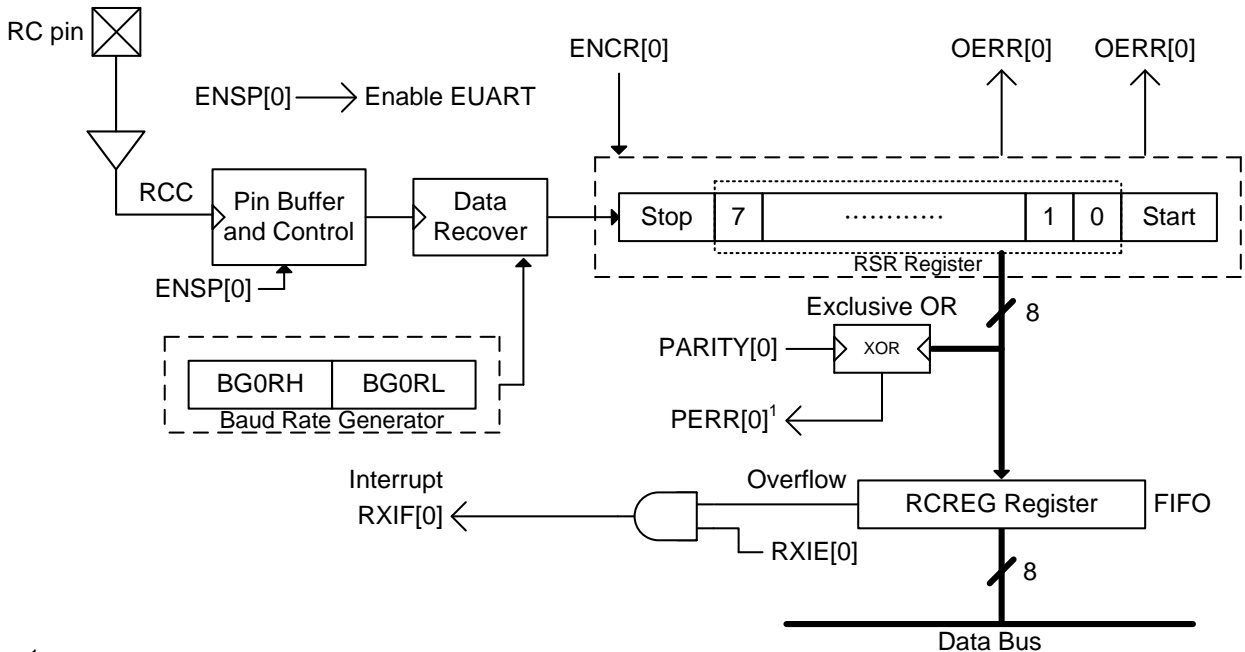 RC pin
ENCR[0]
OERR[0]
OERR[0]
ENSP[0]
Enable EUART
RCC
Pin Buffer
and Control
Data
Recover
Stop
7
............
1
0
Start
RSR Register
ENSP[0]
Exclusive OR
8
PARITY[0]
XOR
BG0RH
BG0RL
Baud Rate Generator
PERR[0]¹
Interrupt
RXIF[0]
Overflow
RCREG Register
FIFO
RXIE[0]
8
Data Bus